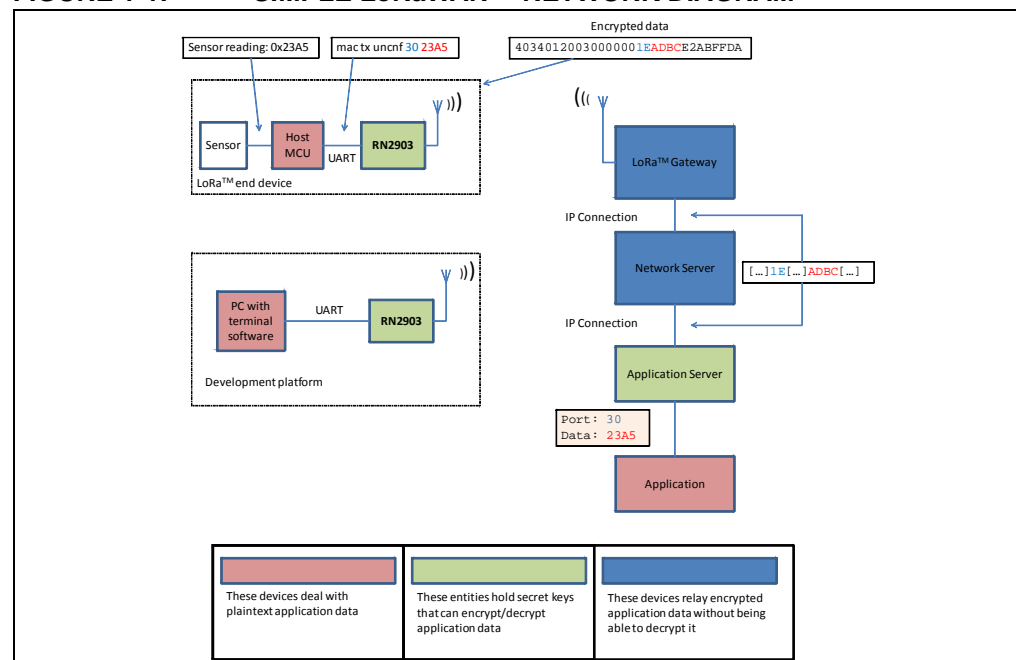 Encrypted data
Sensor reading: 0x23A5
mac tx uncnf 30 23A5
40340120030000001EADBCE2ABFFDA
Sensor
Host
MCU
UART
RN2903
LoRa™ end device
LoRa™ Gateway
IP Connection
Network Server
[…]1E[…]ADBC[…]
PC with
terminal
software
UART
RN2903
IP Connection
Development platform
Application Server
Port: 30
Data: 23A5
Application
These devices deal with
plaintext application data
These entities hold secret keys
that can encrypt/decrypt
application data
These devices relay encrypted
application data without being
able to decrypt it